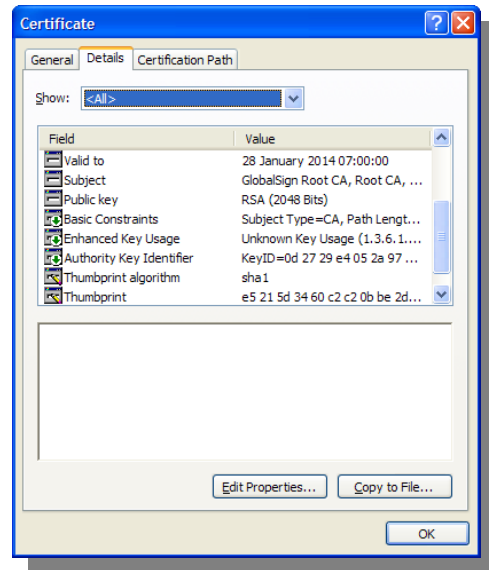 Certificate
General Details Certification Path
Show: <All>
Field Value
Valid to 28 January 2014 07:00:00
Subject GlobalSign Root CA, Root CA, ...
Public key RSA (2048 Bits)
Basic Constraints Subject Type=CA, Path Lengt...
Enhanced Key Usage Unknown Key Usage (1.3.6.1....
Authority Key Identifier KeyID=0d 27 29 e4 05 2a 97 ...
Thumbprint algorithm sha1
Thumbprint e5 21 5d 34 60 c2 c2 0b be 2d...
Edit Properties... Copy to File...
OK